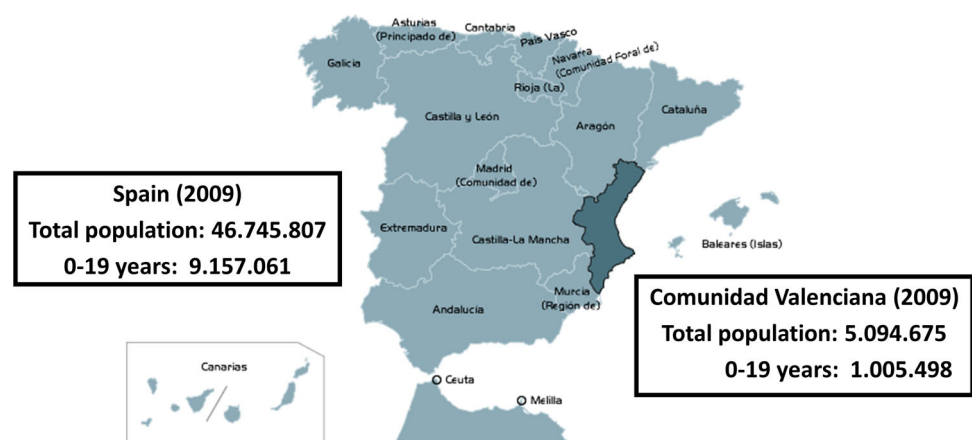 Asturias
(Principado de)
Cantabria
País Vasco
Navarra
(Comunidad Foral de)
Galicia
Rioja (La)
Cataluña
Castilla y León
Aragón
Madrid
(Comunidad de)
Spain (2009)
Total population: 46.745.807
0-19 years: 9.157.061
Extremadura
Castilla-La Mancha
Baleares (Islas)
Murcia
(Región de)
Andalucía
Comunidad Valenciana (2009)
Total population: 5.094.675
0-19 years: 1.005.498
Canarias
Ceuta
Melilla